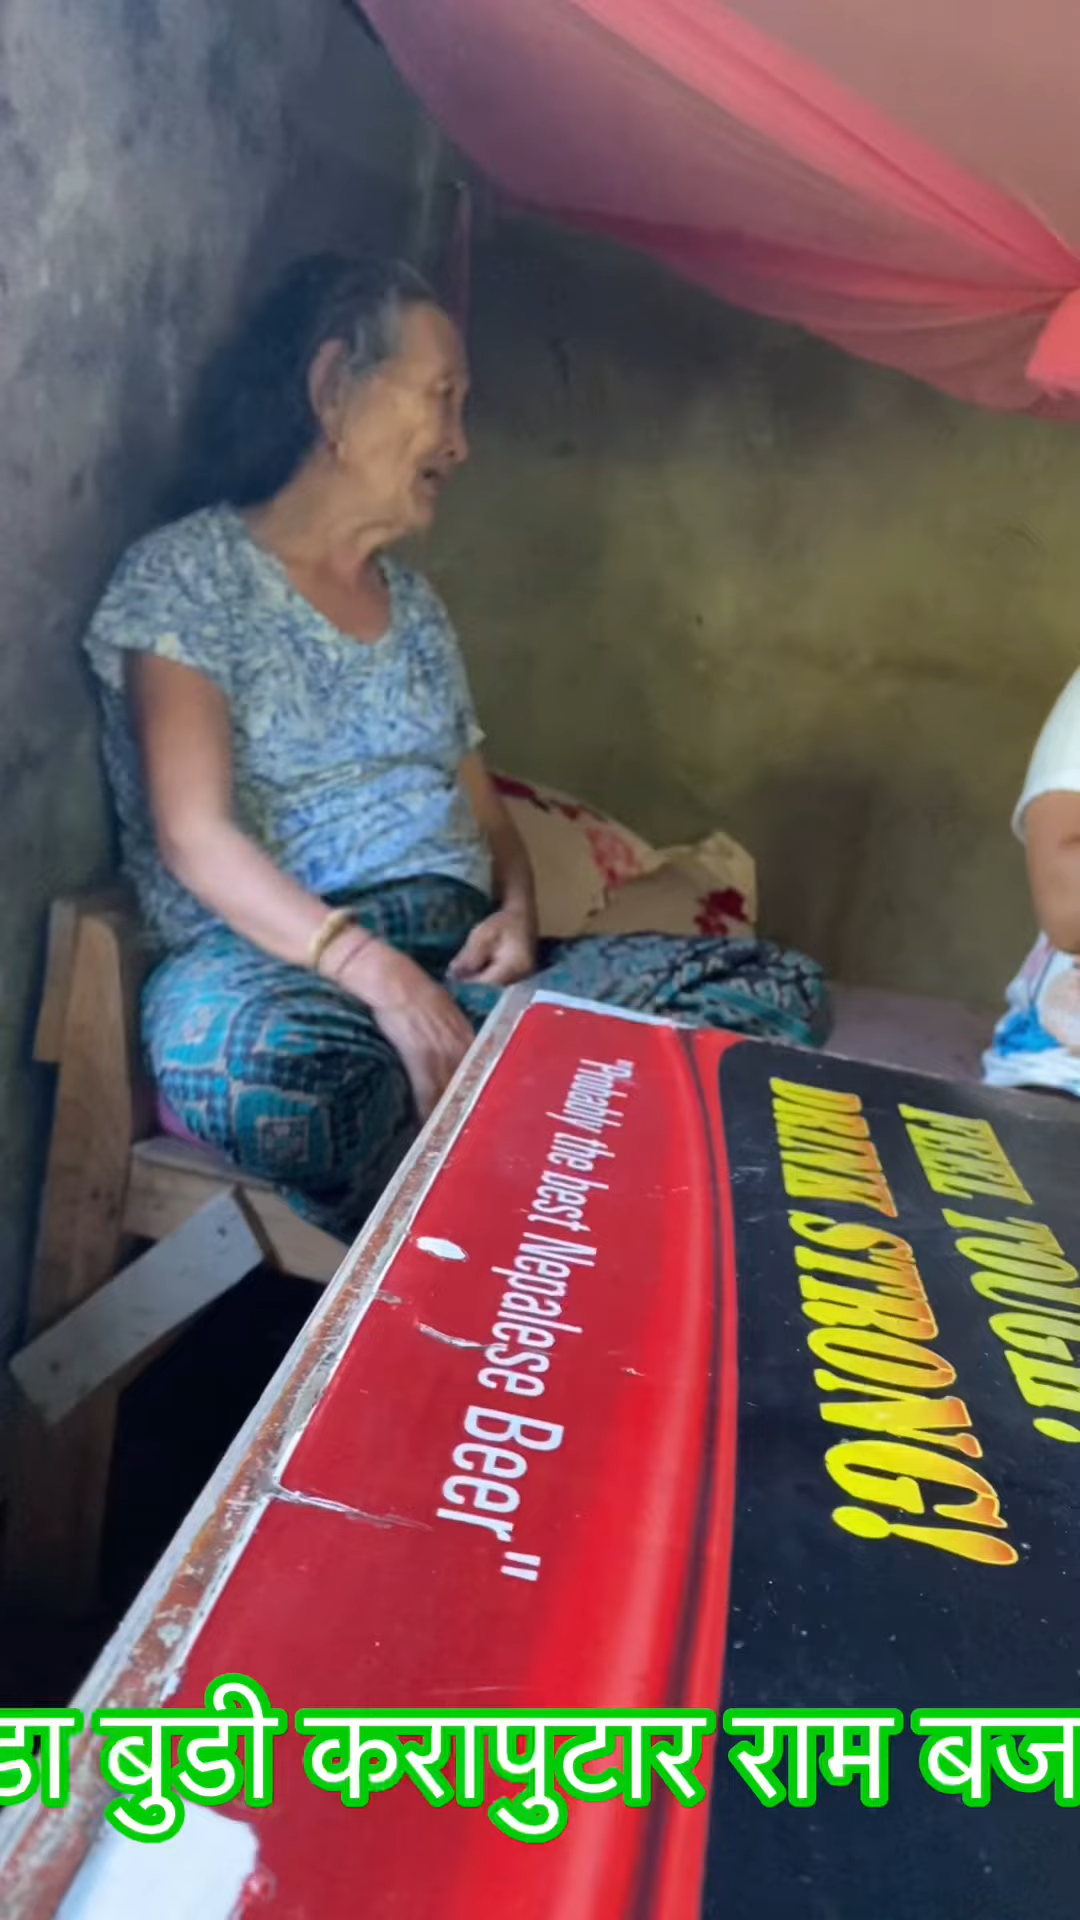 "Probably the best Nepalese Beer"
FEEL TOUGH,
DRINK STRONG!
बुडी करापुटार राम